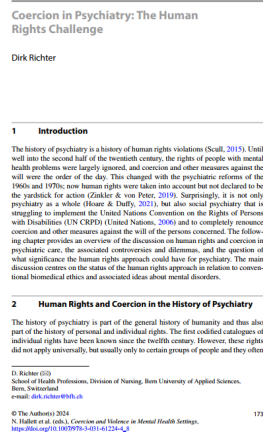 Coercion in Psychiatry: The Human
Rights Challenge
Dirk Richter
1 Introduction
The history of psychiatry is a history of human rights violations (Scull, 2015). Until
well into the second half of the twentieth century, the rights of people with mental
health problems were largely ignored, and coercion and other measures against the
will were the order of the day. This changed with the psychiatric reforms of the
1960s and 1970s; now human rights were taken into account but not declared to be
the yardstick for action (Zinkler & von Peter, 2019). Surprisingly, it is not only
psychiatry as a whole (Hoare & Duffy, 2021), but also social psychiatry that is
struggling to implement the United Nations Convention on the Rights of Persons
with Disabilities (UN CRPD) (United Nations, 2006) and to completely renounce
coercion and other measures against the will of the persons concerned. The follow-
ing chapter provides an overview of the discussion on human rights and coercion in
psychiatric care, the associated controversies and dilemmas, and the question of
what significance the human rights approach could have for psychiatry. The main
discussion centres on the status of the human rights approach in relation to conven-
tional biomedical ethics and associated ideas about mental disorders.
2 Human Rights and Coercion in the History of Psychiatry
The history of psychiatry is part of the general history of humanity and thus also
part of the history of personal and individual rights. The first codified catalogues of
individual rights have been known since the twelfth century. However, these rights
did not apply universally, but usually only to certain groups of people and they often
D. Richter (✉)
School of Health Professions, Division of Nursing, Bern University of Applied Sciences,
Bern, Switzerland
e-mail: dirk.richter@bfh.ch
© The Author(s) 2024 173
N. Hallett et al. (eds.), Coercion and Violence in Mental Health Settings,
https://doi.org/10.1007/978-3-031-61224-4_8